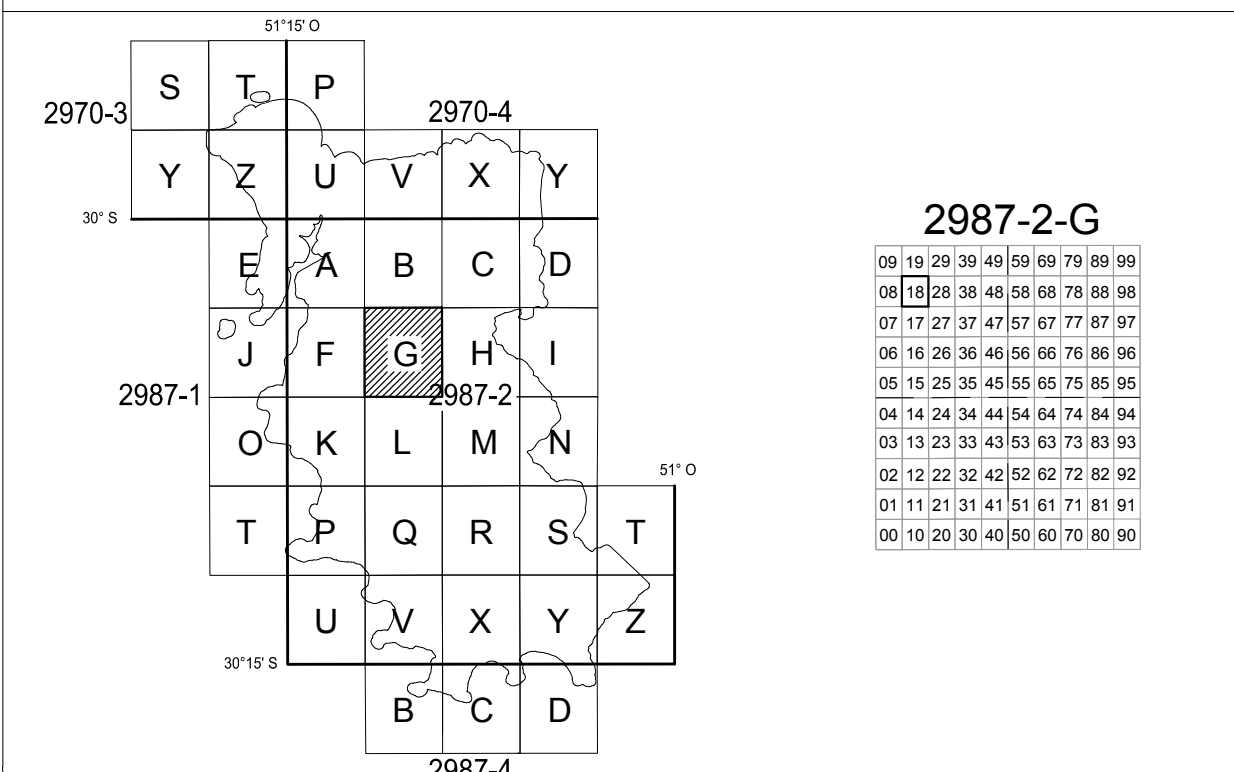 51°15' O
S T P
2970-3 2970-4
Y Z U V X Y
30° S
E A B C D
J F G H I
2987-1 2987-2
O K L M N
51° O
T P Q R S T
U V X Y Z
30°15' S
B C D
2987-4
2987-2-G
09 19 29 39 49 59 69 79 89 99
08 18 28 38 48 58 68 78 88 98
07 17 27 37 47 57 67 77 87 97
06 16 26 36 46 56 66 76 86 96
05 15 25 35 45 55 65 75 85 95
04 14 24 34 44 54 64 74 84 94
03 13 23 33 43 53 63 73 83 93
02 12 22 32 42 52 62 72 82 92
01 11 21 31 41 51 61 71 81 91
00 10 20 30 40 50 60 70 80 90